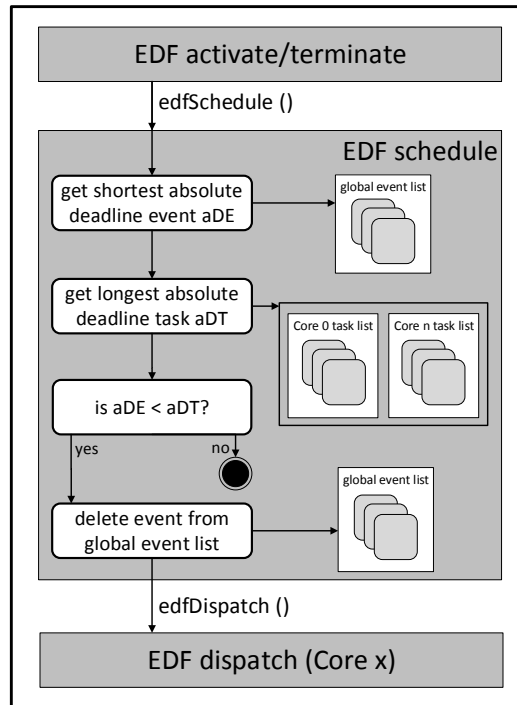 EDF activate/terminate
edfSchedule ()
EDF schedule
get shortest absolute
deadline event aDE
global event list
get longest absolute
deadline task aDT
Core 0 task list
Core n task list
is aDE < aDT?
yes
no
global event list
delete event from
global event list
edfDispatch ()
EDF dispatch (Core x)